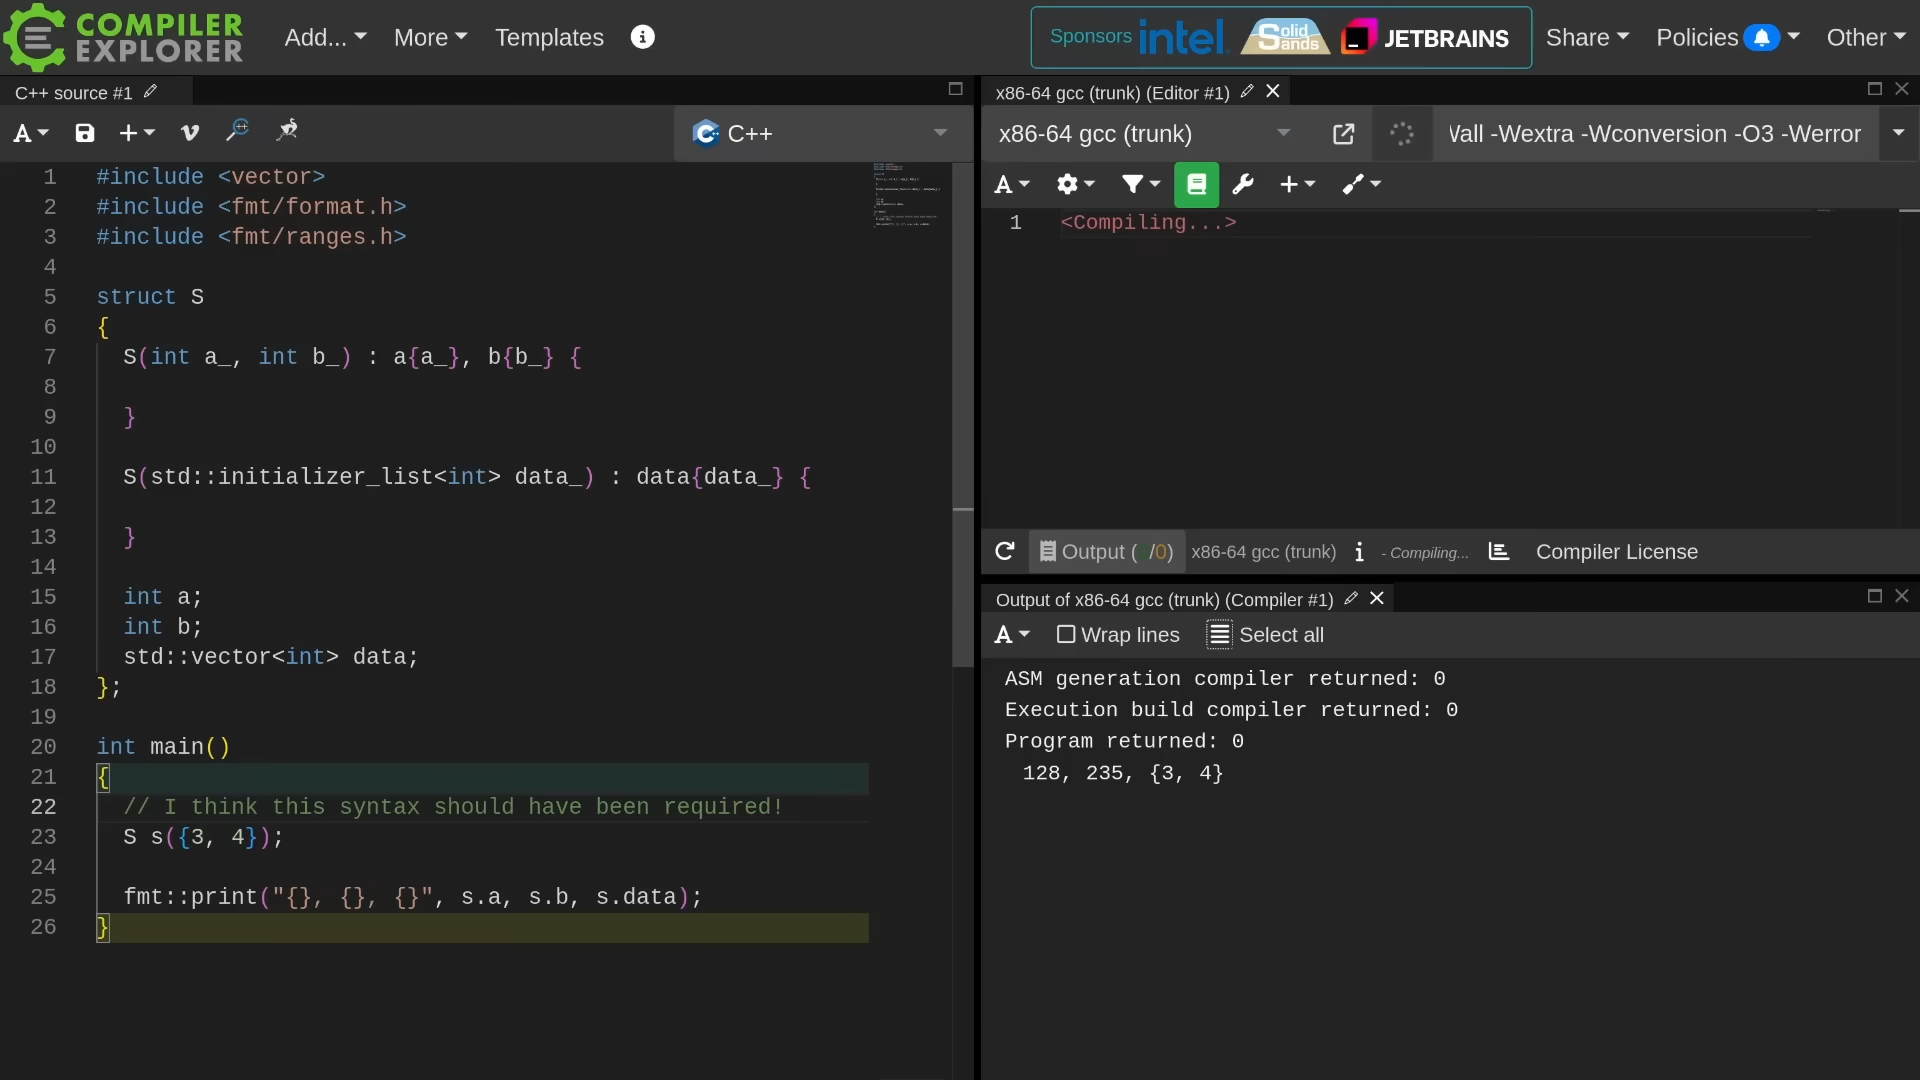 COMPILER EXPLORER Add... More Templates Sponsors intel. Solid Sands JETBRAINS Share Policies Other
C++ source #1
A C++
1 #include <vector>
2 #include <fmt/format.h>
3 #include <fmt/ranges.h>
4
5 struct S
6 {
7 S(int a_, int b_) : a{a_}, b{b_} {
8
9 }
10
11 S(std::initializer_list<int> data_) : data{data_} {
12
13 }
14
15 int a;
16 int b;
17 std::vector<int> data;
18 };
19
20 int main()
21 {
22 // I think this syntax should have been required!
23 S s({3, 4});
24
25 fmt::print("{}, {}, {}", s.a, s.b, s.data);
26 }
x86-64 gcc (trunk) (Editor #1)
x86-64 gcc (trunk) Wall -Wextra -Wconversion -O3 -Werror
A
1 <Compiling...>
Output ( /0) x86-64 gcc (trunk) i - Compiling... Compiler License
Output of x86-64 gcc (trunk) (Compiler #1)
A Wrap lines Select all
ASM generation compiler returned: 0
Execution build compiler returned: 0
Program returned: 0
128, 235, {3, 4}